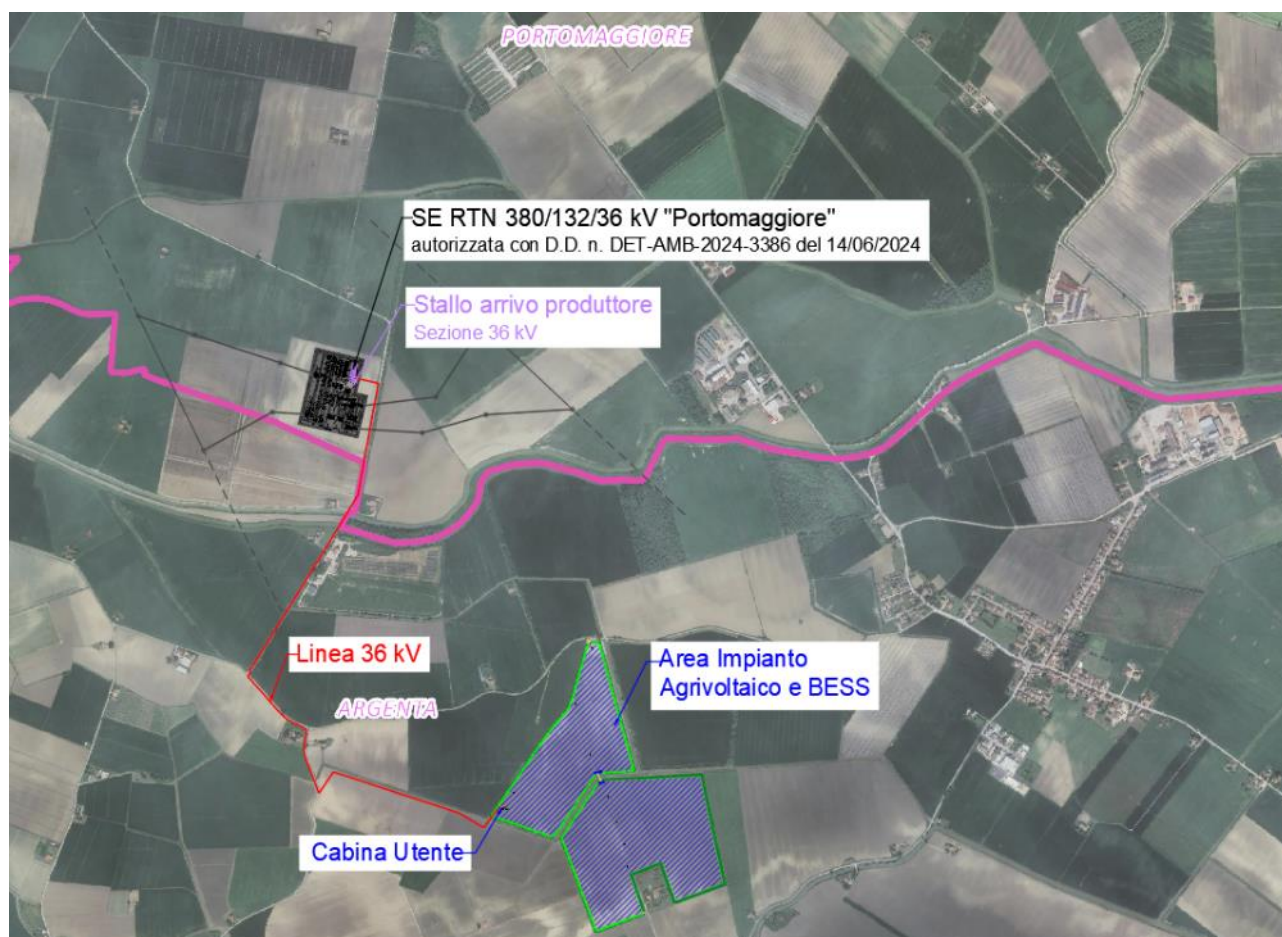 PORTOMAGGIORE
SE RTN 380/132/36 kV "Portomaggiore"
autorizzata con D.D. n. DET-AMB-2024-3386 del 14/06/2024
Stallo arrivo produttore
Sezione 36 kV
Linea 36 kV
Area Impianto
Agrivoltaico e BESS
ARGENTA
Cabina Utente